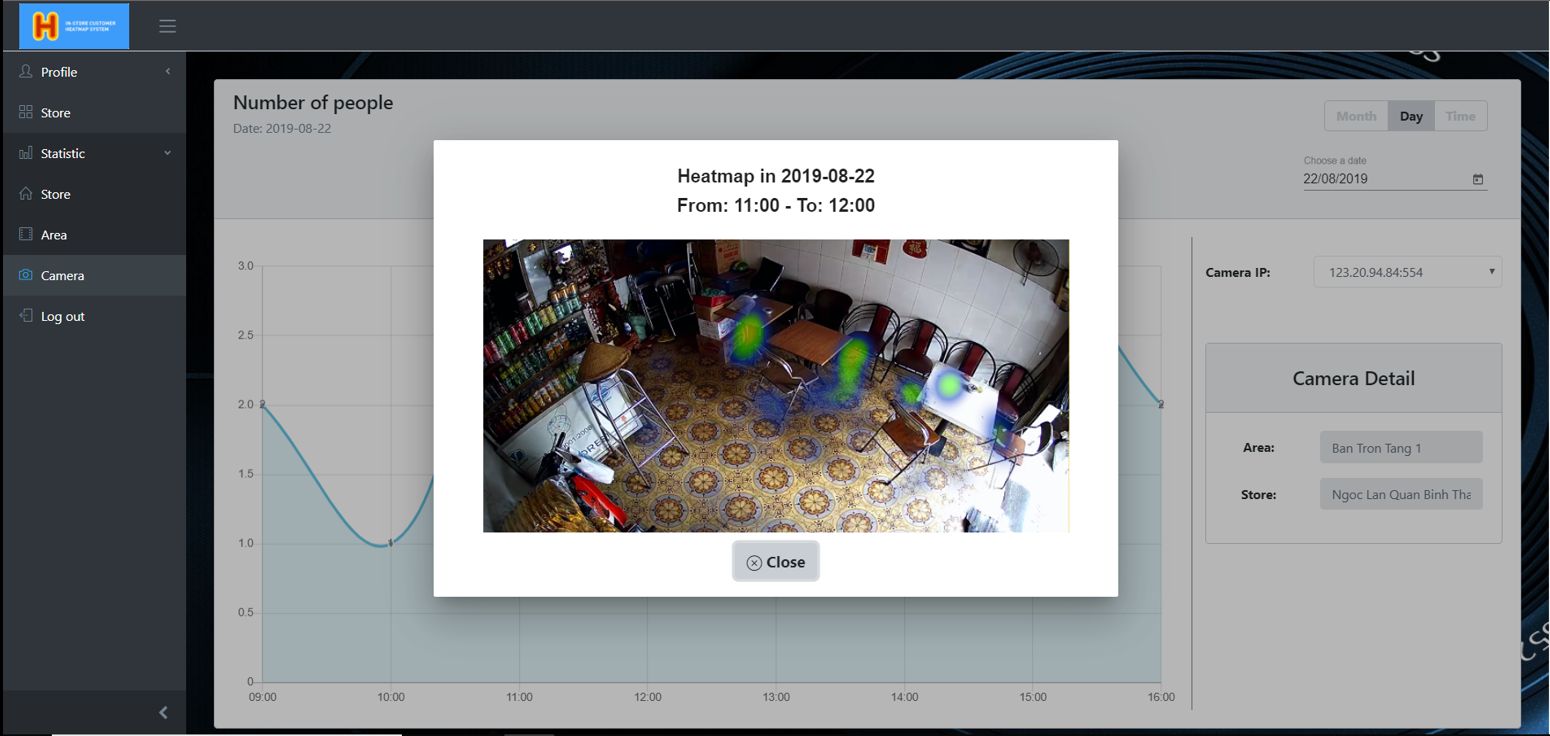 IN-STORE CUSTOMER
HEATMAP SYSTEM
Profile
Store
Statistic
Store
Area
Camera
Log out
Number of people
Date: 2019-08-22
Month
Day
Time
Choose a date
22/08/2019
Heatmap in 2019-08-22
From: 11:00 - To: 12:00
Close
3.0
2.5
2.0
1.5
1.0
0.5
0
2
1
2
09:00
10:00
11:00
12:00
13:00
14:00
15:00
16:00
Camera IP:
123.20.94.84:554
Camera Detail
Area:
Ban Tron Tang 1
Store:
Ngoc Lan Quan Binh Tha